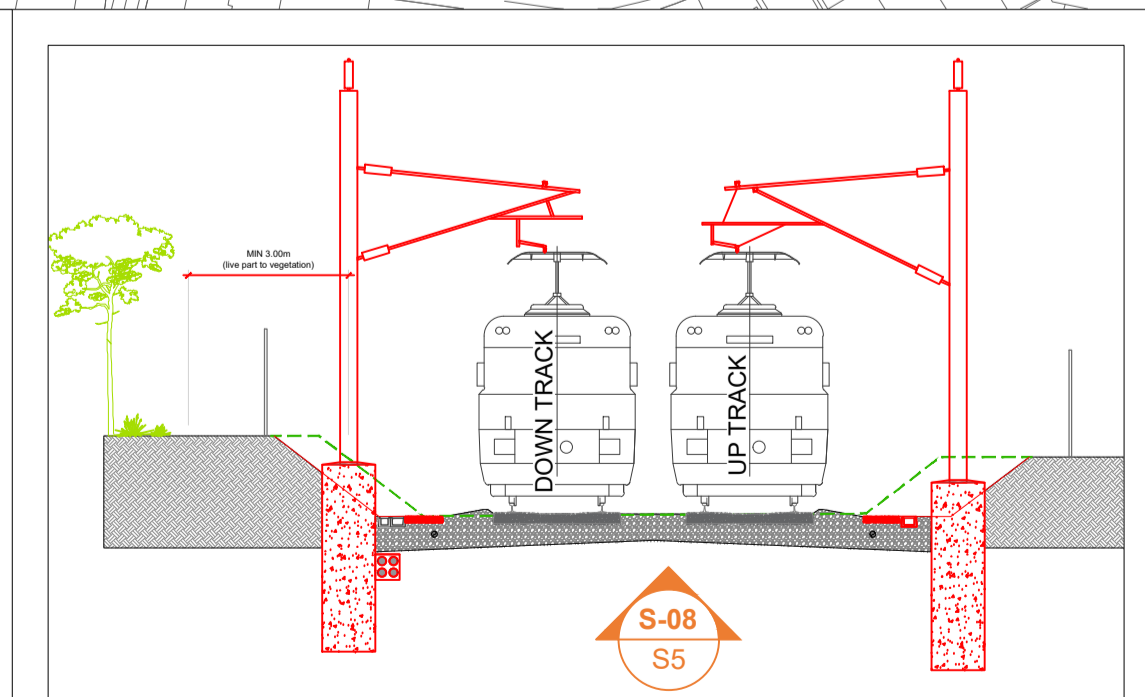 MIN 3.00m
(live part to vegetation)
DOWN TRACK
UP TRACK
S-08
S5